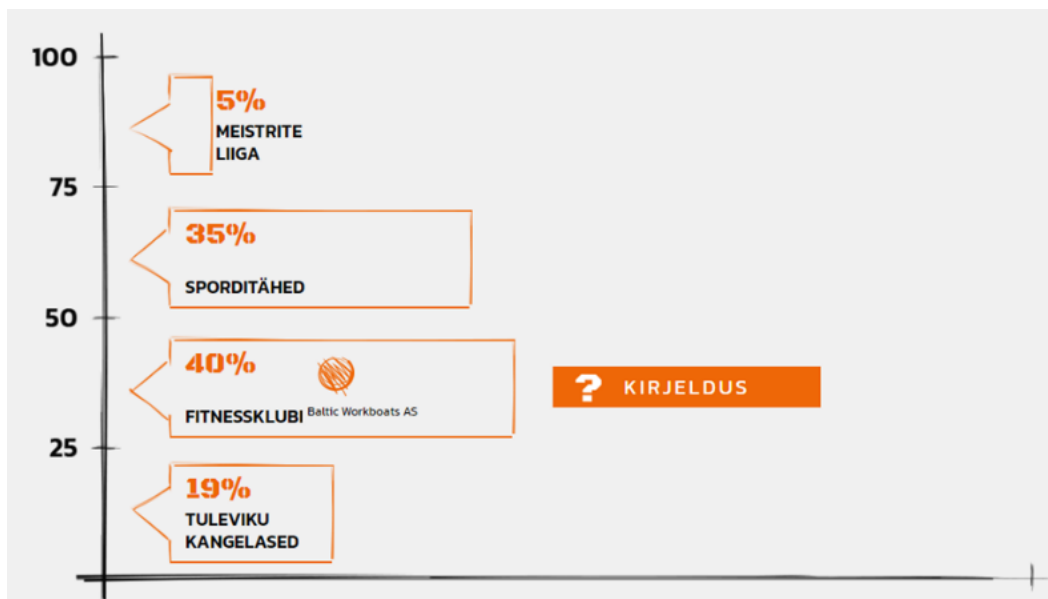 100
5%
MEISTRITE
LIIGA
75
35%
SPORDITÄHED
50
40%
FITNESSKLUBI
Baltic Workboats AS
? KIRJELDUS
25
19%
TULEVIKU
KANGELASED